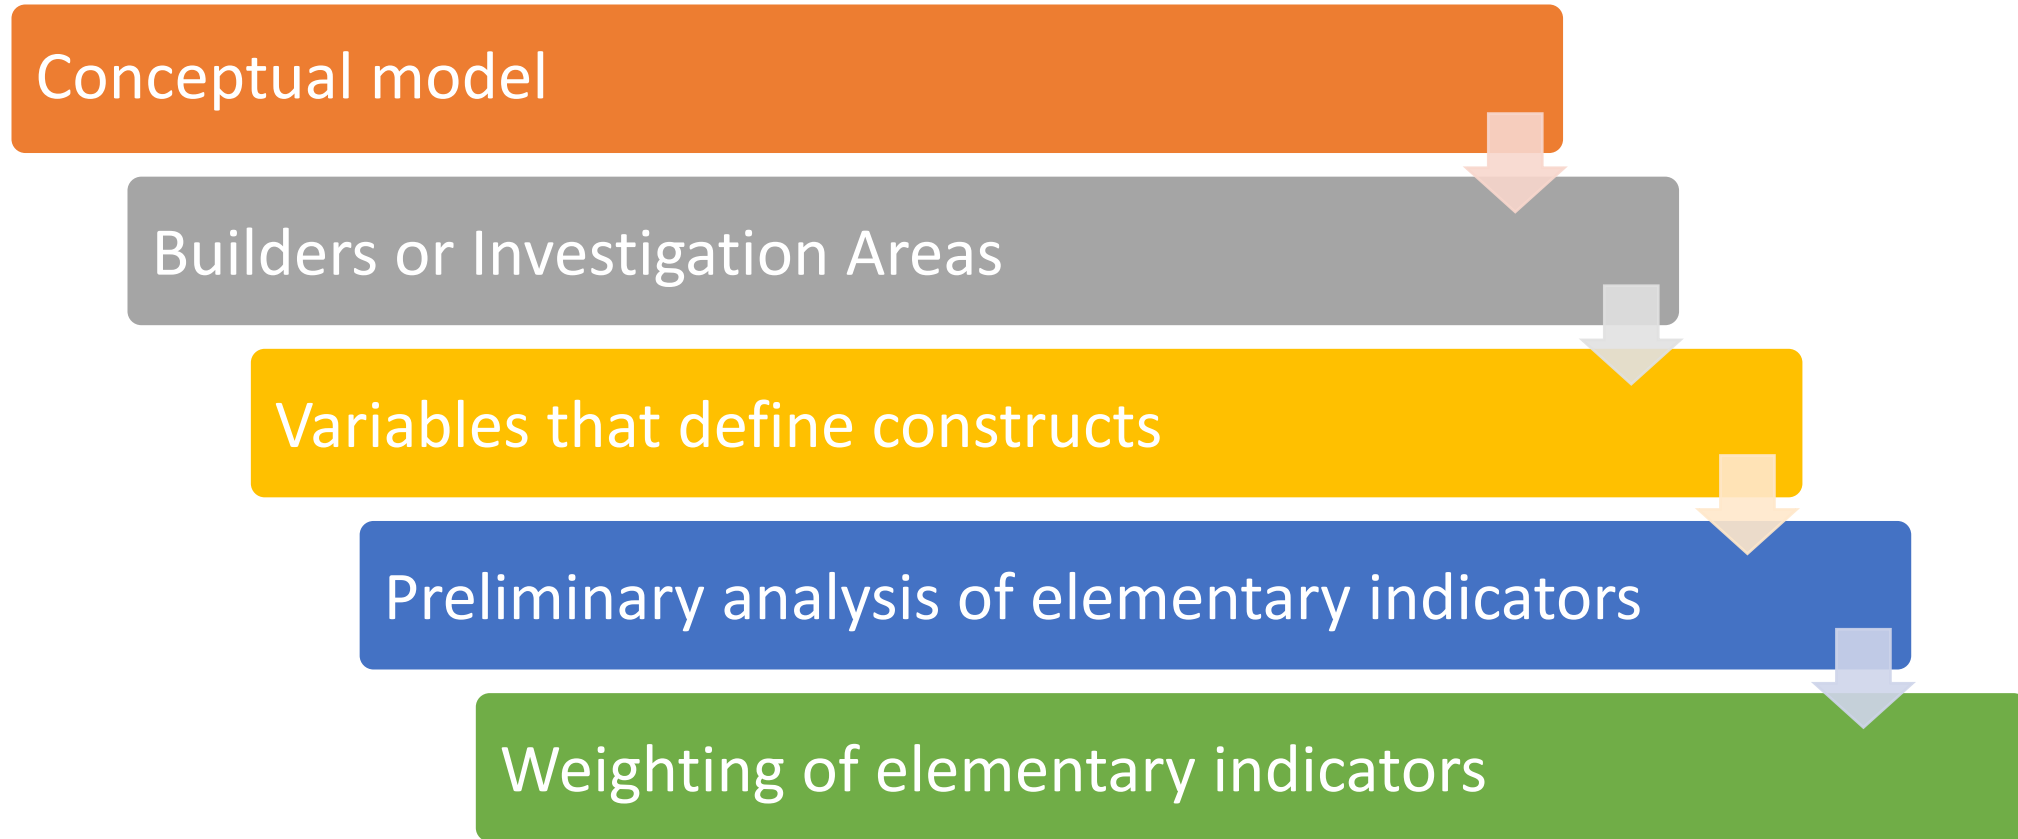 Conceptual model
Builders or Investigation Areas
Variables that define constructs
Preliminary analysis of elementary indicators
Weighting of elementary indicators